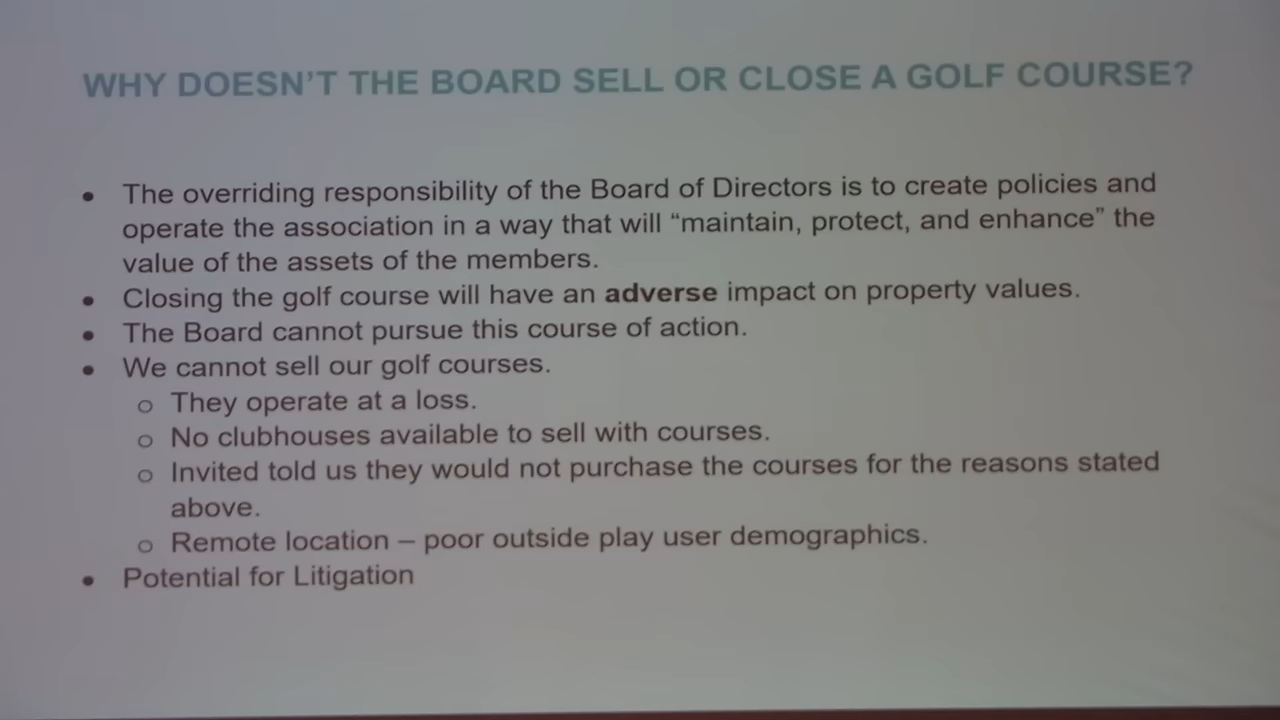 WHY DOESN'T THE BOARD SELL OR CLOSE A GOLF COURSE?
• The overriding responsibility of the Board of Directors is to create policies and
operate the association in a way that will “maintain, protect, and enhance” the
value of the assets of the members.
• Closing the golf course will have an adverse impact on property values.
• The Board cannot pursue this course of action.
• We cannot sell our golf courses.
o They operate at a loss.
o No clubhouses available to sell with courses.
o Invited told us they would not purchase the courses for the reasons stated
above.
o Remote location – poor outside play user demographics.
• Potential for Litigation